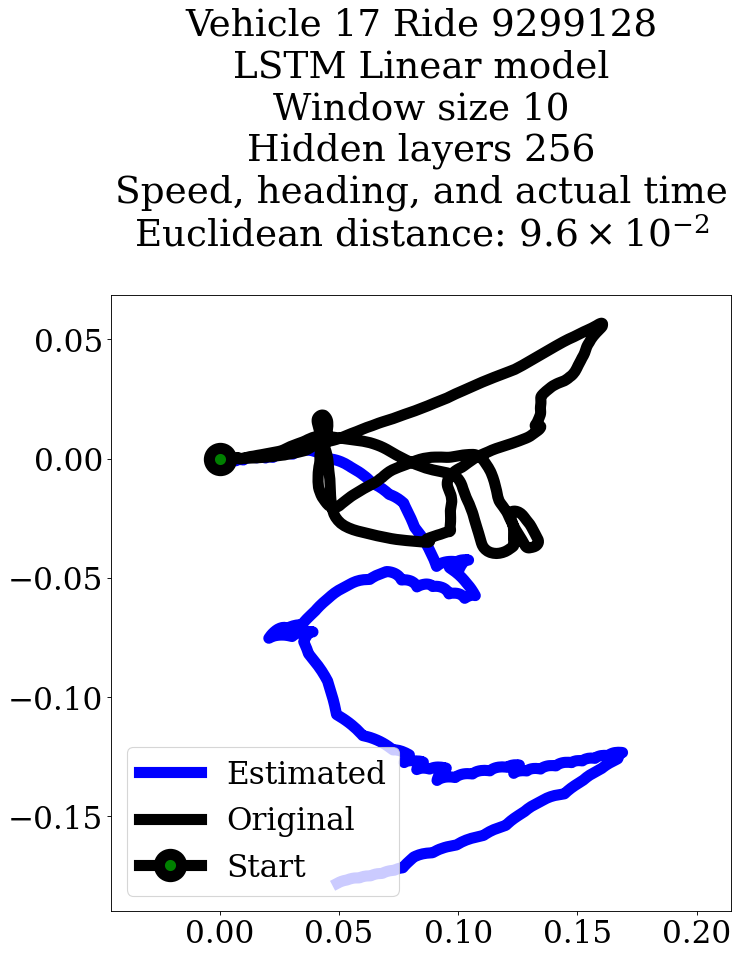 Vehicle 17 Ride 9299128
LSTM Linear model
Window size 10
Hidden layers 256
Speed, heading, and actual time
Euclidean distance: 9.6 × 10⁻²
0.05
0.00
−0.05
−0.10
−0.15
Estimated
Original
Start
0.00 0.05 0.10 0.15 0.20